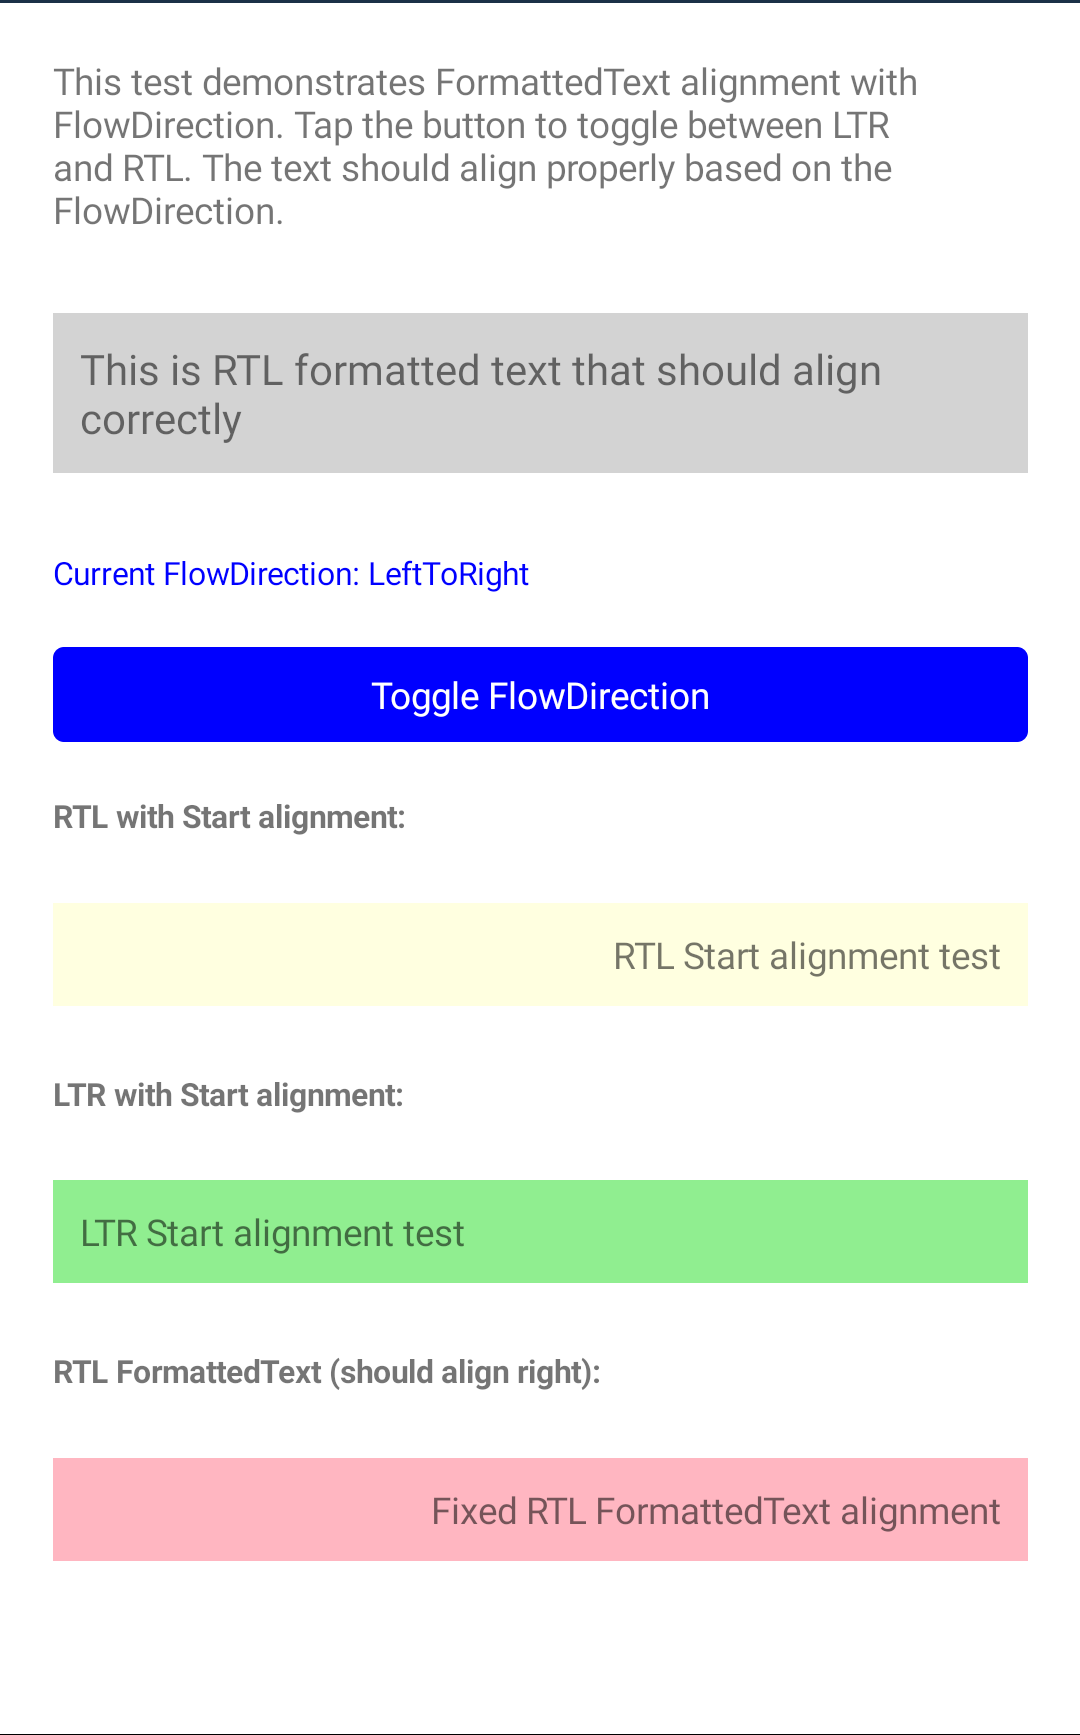 This test demonstrates FormattedText alignment with
FlowDirection. Tap the button to toggle between LTR
and RTL. The text should align properly based on the
FlowDirection.
This is RTL formatted text that should align
correctly
Current FlowDirection: LeftToRight
Toggle FlowDirection
RTL with Start alignment:
RTL Start alignment test
LTR with Start alignment:
LTR Start alignment test
RTL FormattedText (should align right):
Fixed RTL FormattedText alignment